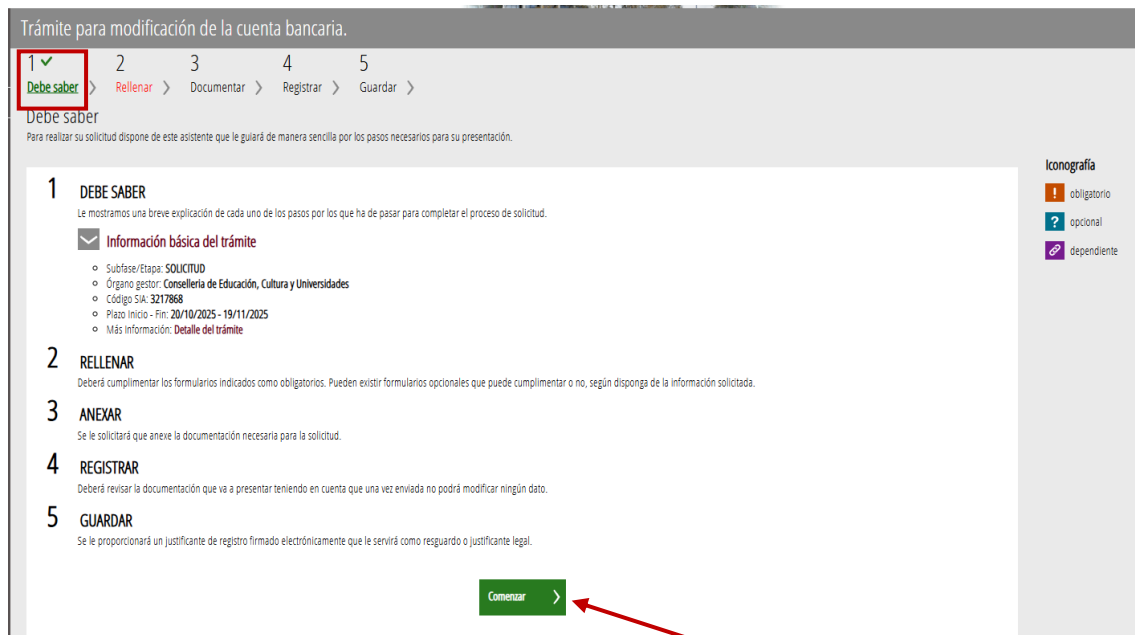 Trámite para modificación de la cuenta bancaria.
1 2 3 4 5
Debe saber Rellenar Documentar Registrar Guardar
Debe saber
Para realizar su solicitud dispone de este asistente que le guiará de manera sencilla por los pasos necesarios para su presentación.
1 DEBE SABER
Le mostramos una breve explicación de cada uno de los pasos por los que ha de pasar para completar el proceso de solicitud.
Información básica del trámite
Subfase/Etapa: SOLICITUD
Órgano gestor: Conselleria de Educación, Cultura y Universidades
Código SIA: 3217868
Plazo Inicio - Fin: 20/10/2025 - 19/11/2025
Más Información: Detalle del trámite
2 RELLENAR
Deberá cumplimentar los formularios indicados como obligatorios. Pueden existir formularios opcionales que puede cumplimentar o no, según disponga de la información solicitada.
3 ANEXAR
Se le solicitará que anexe la documentación necesaria para la solicitud.
4 REGISTRAR
Deberá revisar la documentación que va a presentar teniendo en cuenta que una vez enviada no podrá modificar ningún dato.
5 GUARDAR
Se le proporcionará un justificante de registro firmado electrónicamente que le servirá como resguardo o justificante legal.
Comenzar
Iconografía
! obligatorio
? opcional
dependiente